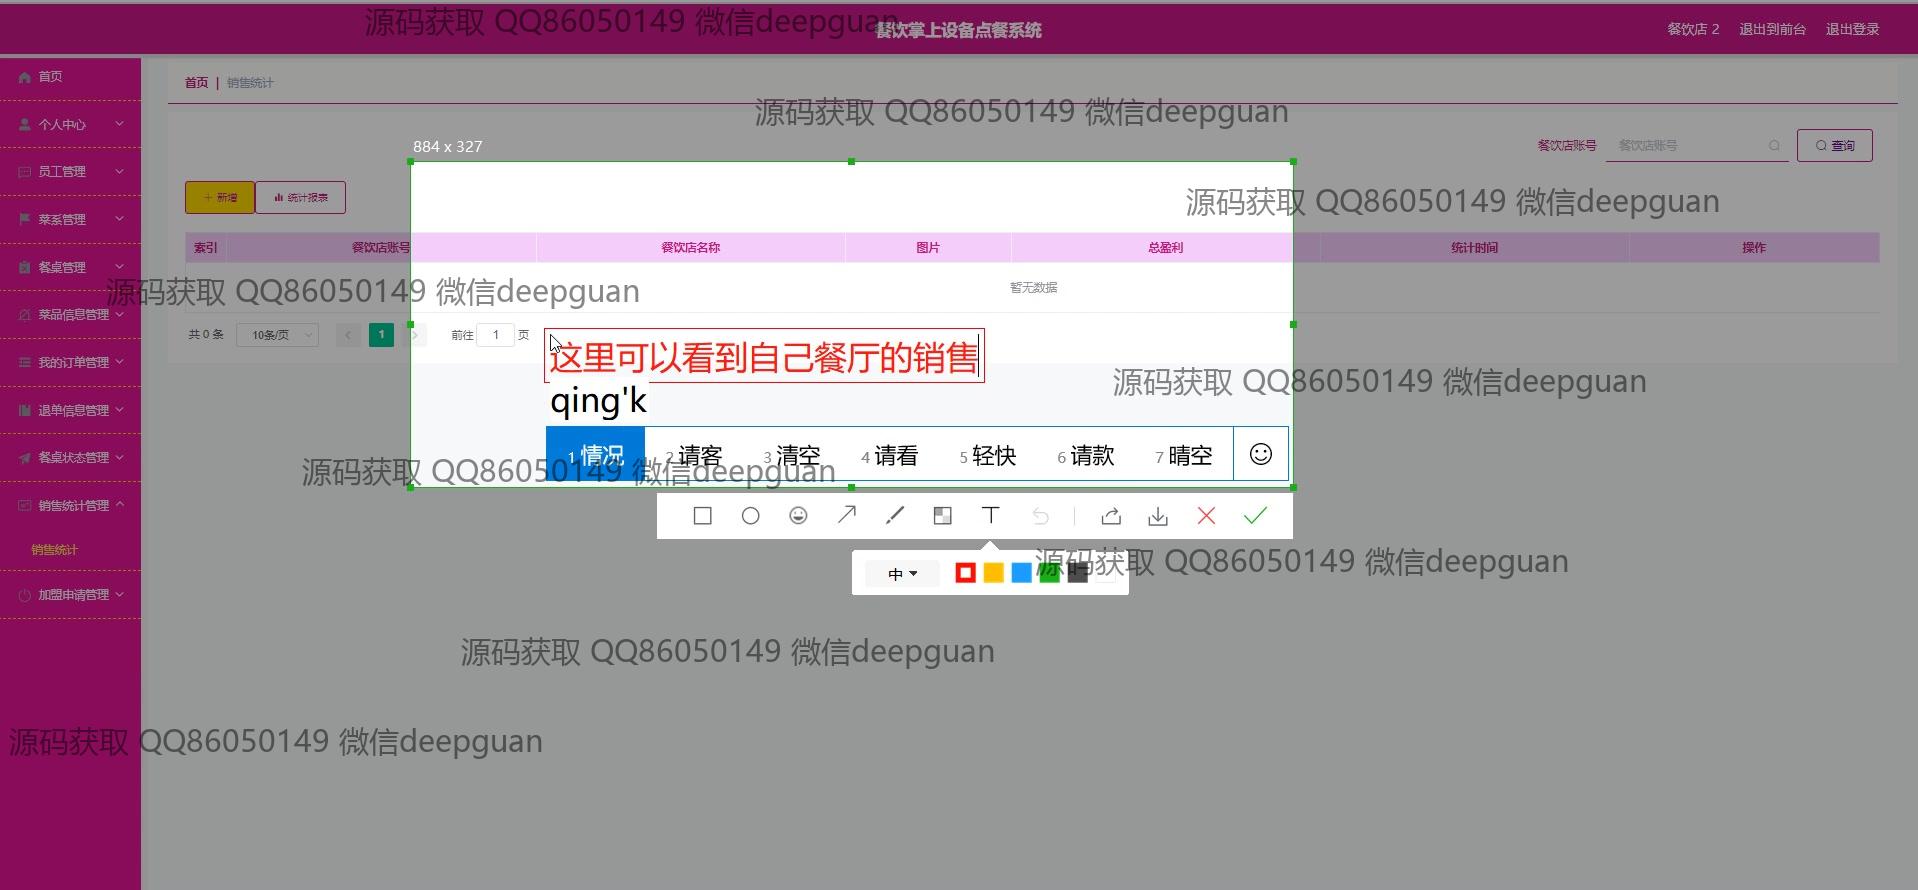 源码获取 QQ86050149 微信deepguan
餐饮掌上设备点餐系统
餐饮店 2 退出到前台 退出登录
首页
首页 | 销售统计
源码获取 QQ86050149 微信deepguan
个人中心
884 x 327
餐饮店账号 餐饮店账号 查询
员工管理
新增 统计报表
源码获取 QQ86050149 微信deepguan
菜系管理
索引 餐饮店账号 餐饮店名称 图片 总盈利 统计时间 操作
餐桌管理
暂无数据
源码获取 QQ86050149 微信deepguan
菜品信息管理
共 0 条 10条/页 < 1 > 前往 1 页
这里可以看到自己餐厅的销售
我的订单管理
源码获取 QQ86050149 微信deepguan
qing'k
退单信息管理
1 情况 2 请客 3 清空 4 请看 5 轻快 6 请款 7 晴空
餐桌状态管理
源码获取 QQ86050149 微信deepguan
销售统计管理
T
销售统计
源码获取 QQ86050149 微信deepguan
中
加盟申请管理
源码获取 QQ86050149 微信deepguan
源码获取 QQ86050149 微信deepguan